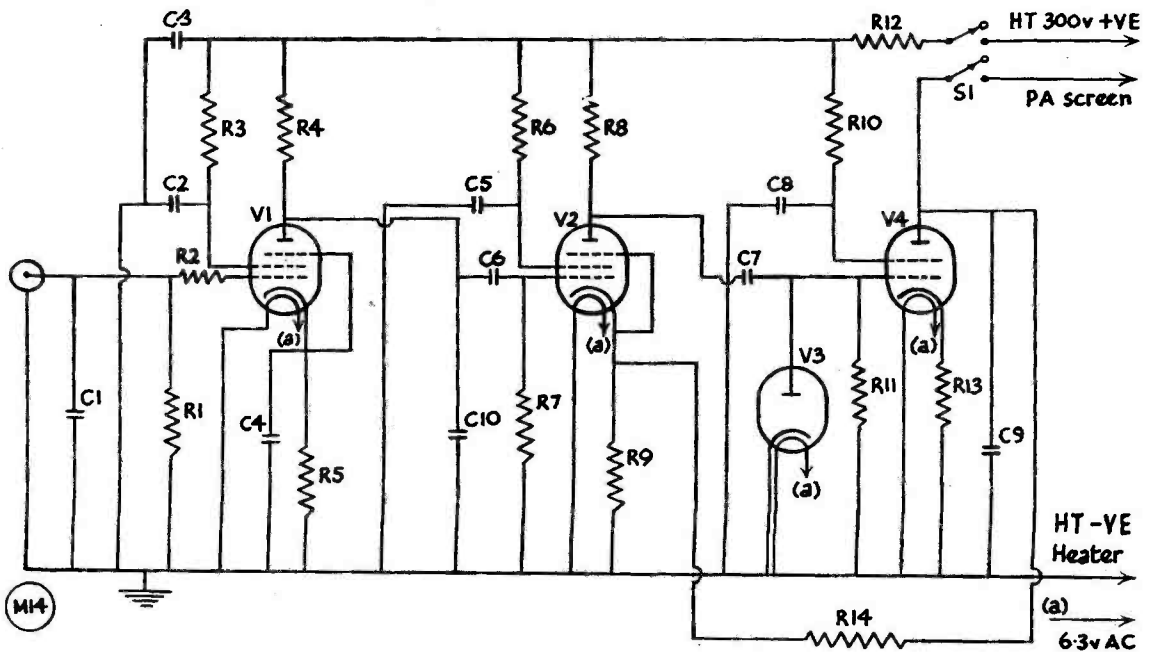 C3
R12
HT 300v +VE
S1
PA screen
R3
R4
R6
R8
R10
C2
C5
C8
V1
V2
V4
R2
C6
C7
(a)
(a)
(a)
V3
C1
R1
C4
R5
C10
R7
R9
R11
R13
C9
(a)
HT -VE
Heater
M14
R14
(a)
6·3v AC